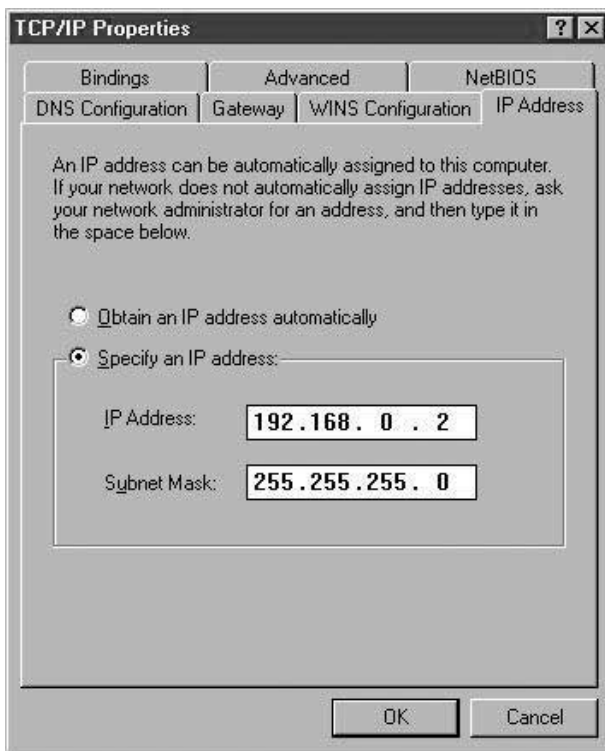 TCP/IP Properties
Bindings Advanced NetBIOS
DNS Configuration Gateway WINS Configuration IP Address
An IP address can be automatically assigned to this computer.
If your network does not automatically assign IP addresses, ask
your network administrator for an address, and then type it in
the space below.
Obtain an IP address automatically
Specify an IP address:
IP Address: 192.168. 0 . 2
Subnet Mask: 255.255.255. 0
OK Cancel